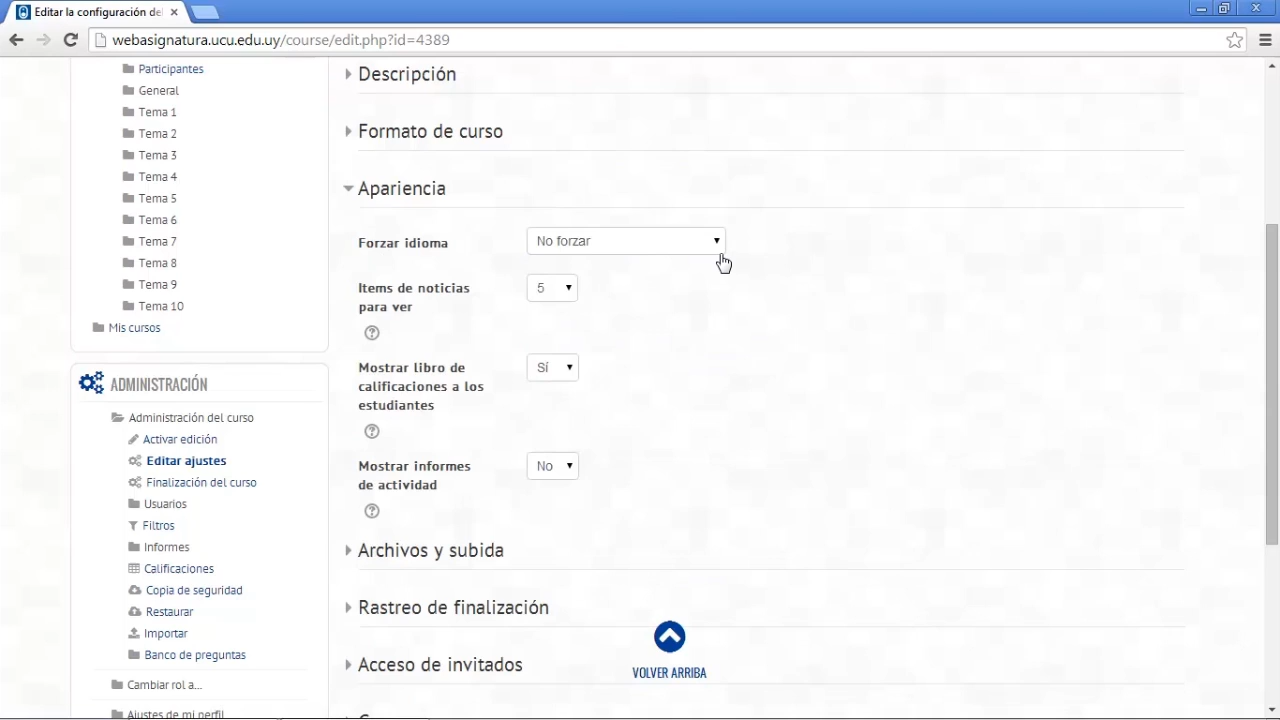 Editar la configuración del
webasignatura.ucu.edu.uy/course/edit.php?id=4389
Participantes
General
Tema 1
Tema 2
Tema 3
Tema 4
Tema 5
Tema 6
Tema 7
Tema 8
Tema 9
Tema 10
Mis cursos
ADMINISTRACIÓN
Administración del curso
Activar edición
Editar ajustes
Finalización del curso
Usuarios
Filtros
Informes
Calificaciones
Copia de seguridad
Restaurar
Importar
Banco de preguntas
Cambiar rol a...
Ajustes de mi perfil
Descripción
Formato de curso
Apariencia
Forzar idioma
No forzar
Items de noticias
para ver
5
Mostrar libro de
calificaciones a los
estudiantes
Sí
Mostrar informes
de actividad
No
Archivos y subida
Rastreo de finalización
Acceso de invitados
VOLVER ARRIBA